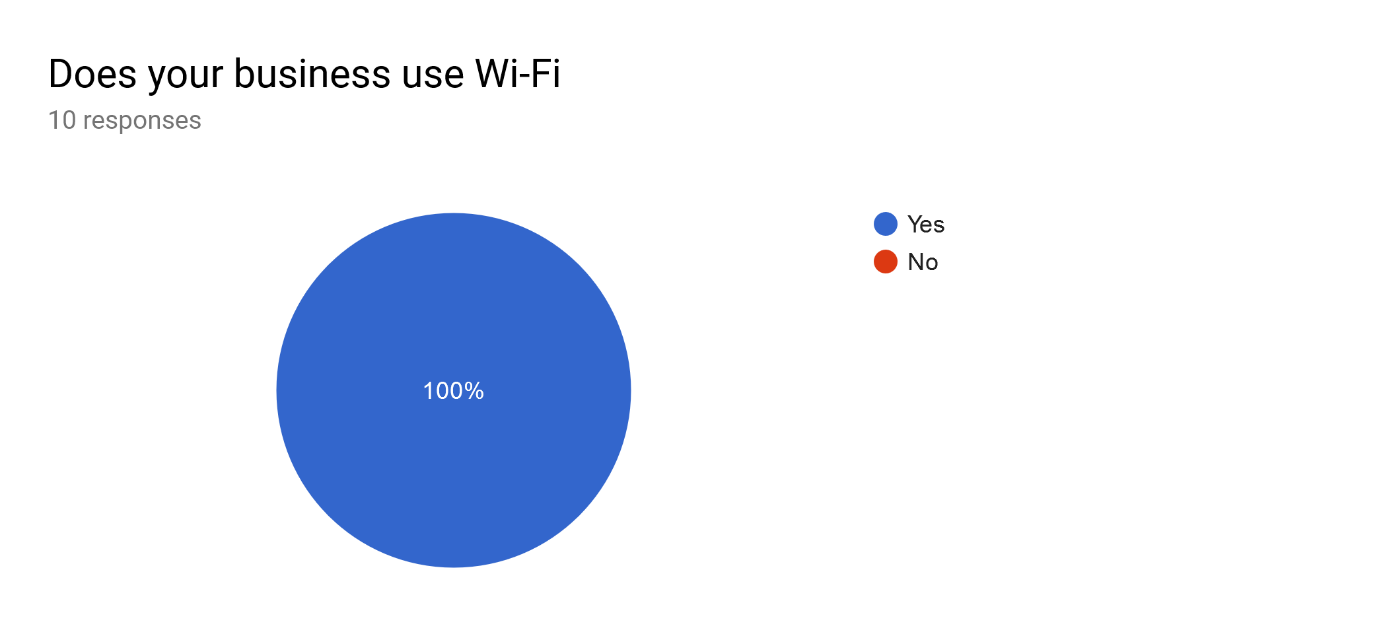 Does your business use Wi-Fi
10 responses
100%
Yes
No